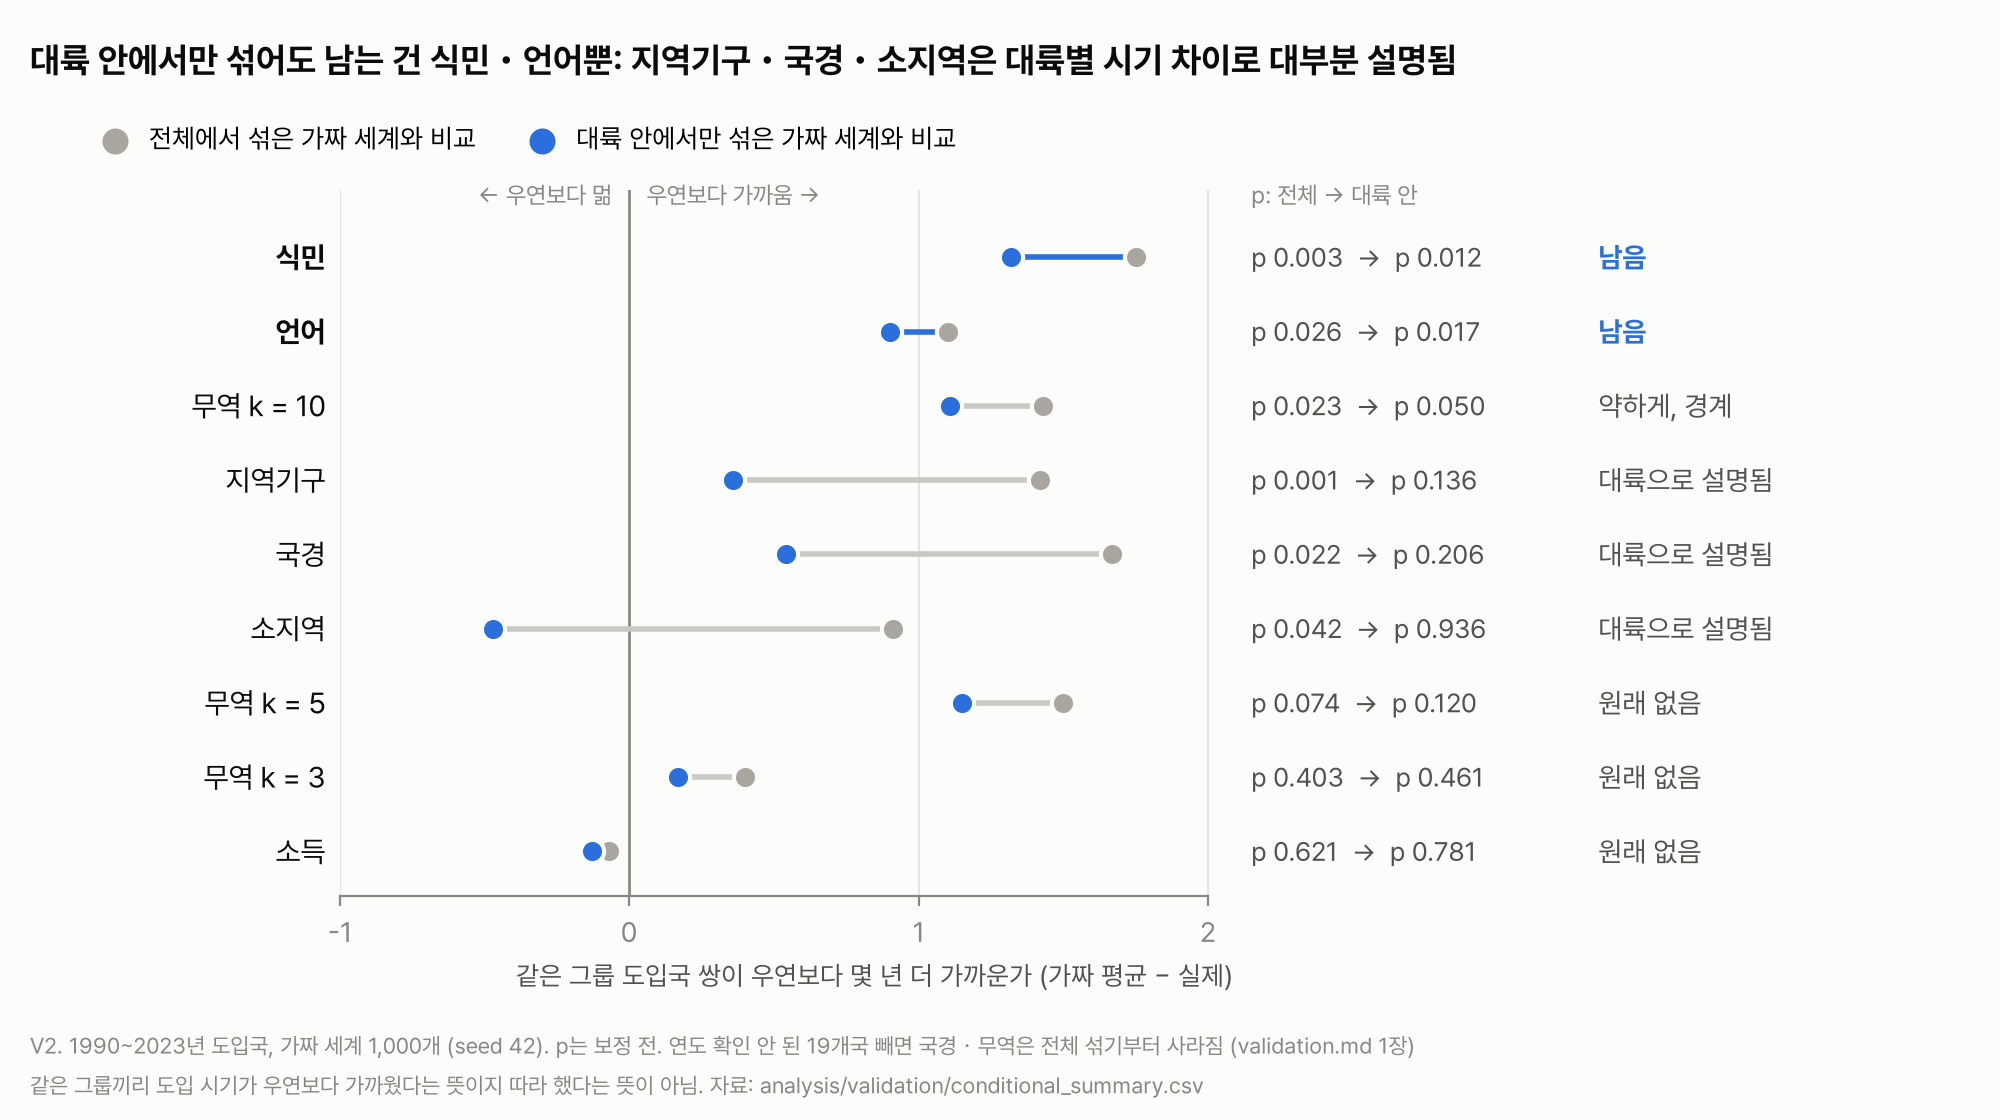 대륙 안에서만 섞어도 남는 건 식민 · 언어뿐: 지역기구 · 국경 · 소지역은 대륙별 시기 차이로 대부분 설명됨
전체에서 섞은 가짜 세계와 비교
대륙 안에서만 섞은 가짜 세계와 비교
← 우연보다 멂
우연보다 가까움 →
p: 전체 → 대륙 안
식민
p 0.003 → p 0.012
남음
언어
p 0.026 → p 0.017
남음
무역 k = 10
p 0.023 → p 0.050
약하게, 경계
지역기구
p 0.001 → p 0.136
대륙으로 설명됨
국경
p 0.022 → p 0.206
대륙으로 설명됨
소지역
p 0.042 → p 0.936
대륙으로 설명됨
무역 k = 5
p 0.074 → p 0.120
원래 없음
무역 k = 3
p 0.403 → p 0.461
원래 없음
소득
p 0.621 → p 0.781
원래 없음
-1
0
1
2
같은 그룹 도입국 쌍이 우연보다 몇 년 더 가까운가 (가짜 평균 − 실제)
V2. 1990~2023년 도입국, 가짜 세계 1,000개 (seed 42). p는 보정 전. 연도 확인 안 된 19개국 빼면 국경 · 무역은 전체 섞기부터 사라짐 (validation.md 1장)
같은 그룹끼리 도입 시기가 우연보다 가까웠다는 뜻이지 따라 했다는 뜻이 아님. 자료: analysis/validation/conditional_summary.csv